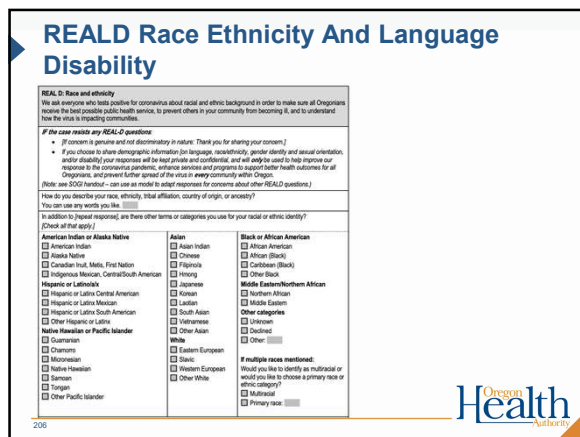 REALD Race Ethnicity And Language
Disability
REAL D: Race and ethnicity
We ask everyone who tests positive for coronavirus about racial and ethnic background in order to make sure all Oregonians
receive the best possible public health service, to prevent others in your community from becoming ill, and to understand
how the virus is impacting communities.
IF the case resists any REAL-D questions:
• [If concern is genuine and not discriminatory in nature: Thank you for sharing your concern.]
• If you choose to share demographic information [on language, race/ethnicity, gender identity and sexual orientation,
and/or disability] your responses will be kept private and confidential, and will only be used to help improve our
response to the coronavirus pandemic, enhance services and programs to support better health outcomes for all
Oregonians, and prevent further spread of the virus in every community within Oregon.
(Note: see SOGI handout – can use as model to adapt responses for concerns about other REALD questions.)
How do you describe your race, ethnicity, tribal affiliation, country of origin, or ancestry?
You can use any words you like.
In addition to [repeat response], are there other terms or categories you use for your racial or ethnic identity?
[Check all that apply.]
American Indian or Alaska Native
American Indian
Alaska Native
Canadian Inuit, Metis, First Nation
Indigenous Mexican, Central/South American
Hispanic or Latino/a/x
Hispanic or Latinx Central American
Hispanic or Latinx Mexican
Hispanic or Latinx South American
Other Hispanic or Latinx
Native Hawaiian or Pacific Islander
Guamanian
Chamorro
Micronesian
Native Hawaiian
Samoan
Tongan
Other Pacific Islander
Asian
Asian Indian
Chinese
Filipino/a
Hmong
Japanese
Korean
Laotian
South Asian
Vietnamese
Other Asian
White
Eastern European
Slavic
Western European
Other White
Black or African American
African American
African (Black)
Caribbean (Black)
Other Black
Middle Eastern/Northern African
Northern African
Middle Eastern
Other categories
Unknown
Declined
Other:
If multiple races mentioned:
Would you like to identify as multiracial or
would you like to choose a primary race or
ethnic category?
Multiracial
Primary race:
206
Oregon
Health
Authority